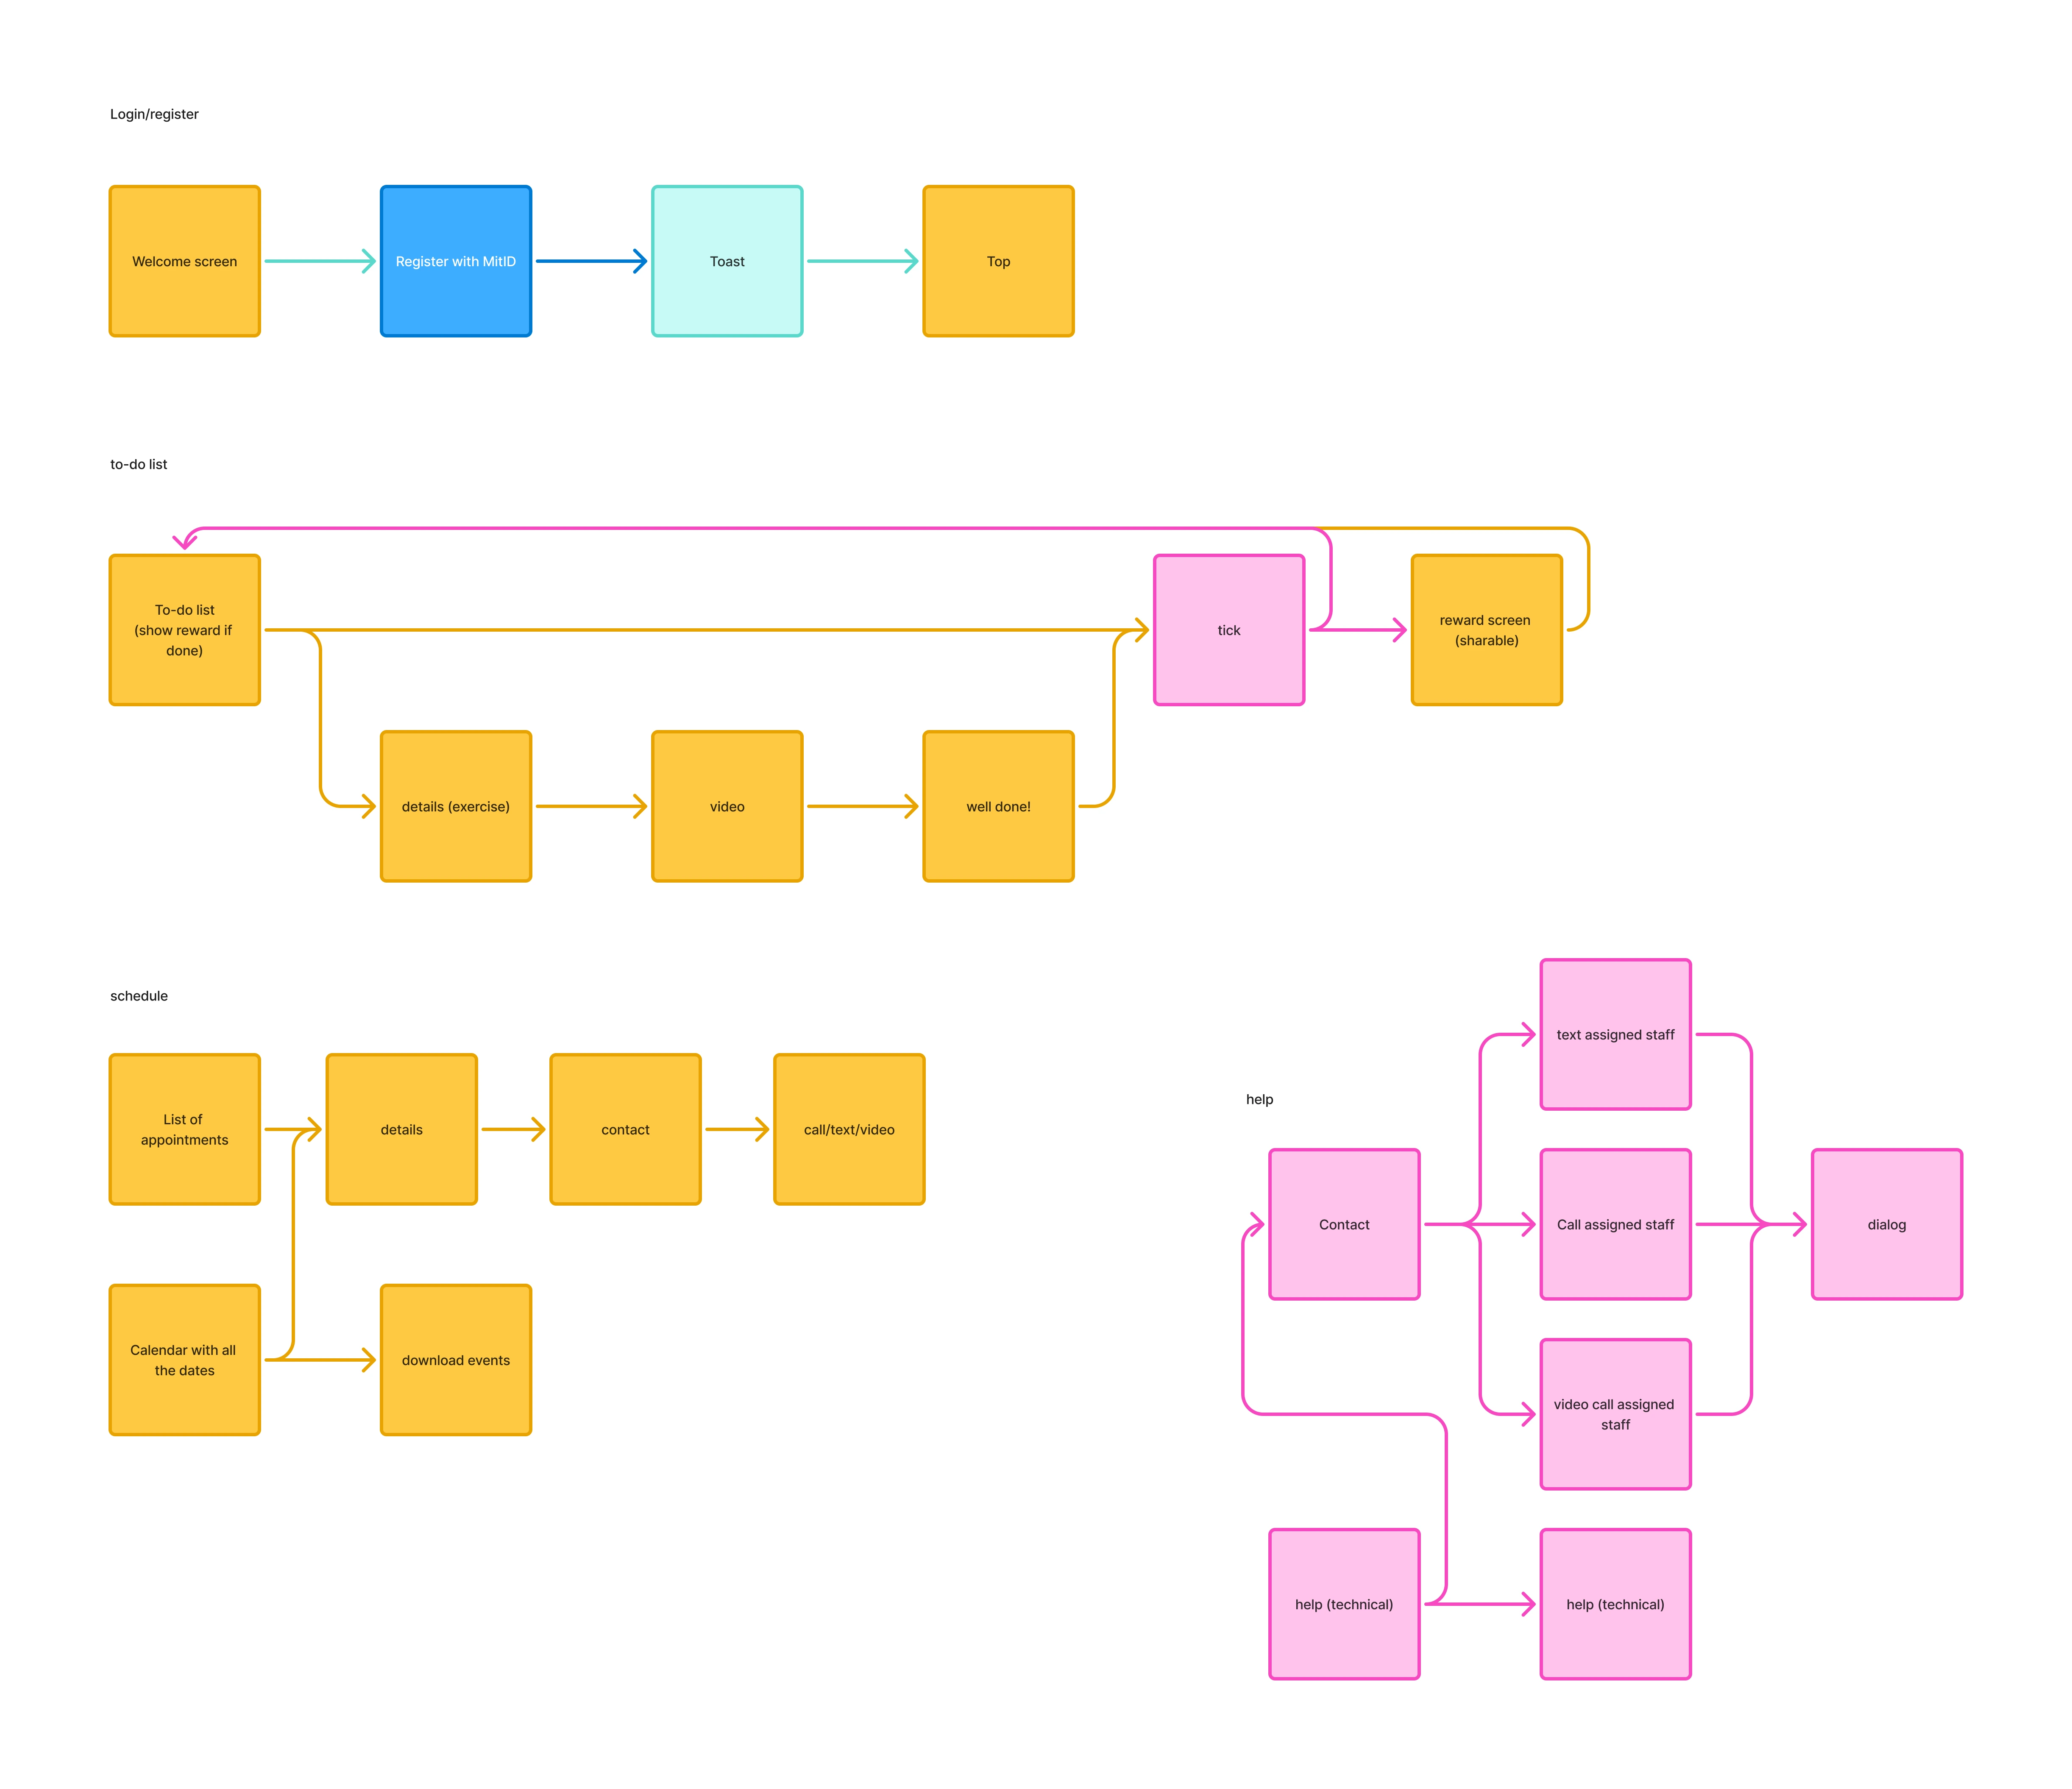 Login/register
Welcome screen
Register with MitID
Toast
Top
to-do list
To-do list
(show reward if
done)
tick
reward screen
(sharable)
details (exercise)
video
well done!
schedule
List of
appointments
details
contact
call/text/video
Calendar with all
the dates
download events
help
text assigned staff
Contact
Call assigned staff
dialog
video call assigned
staff
help (technical)
help (technical)